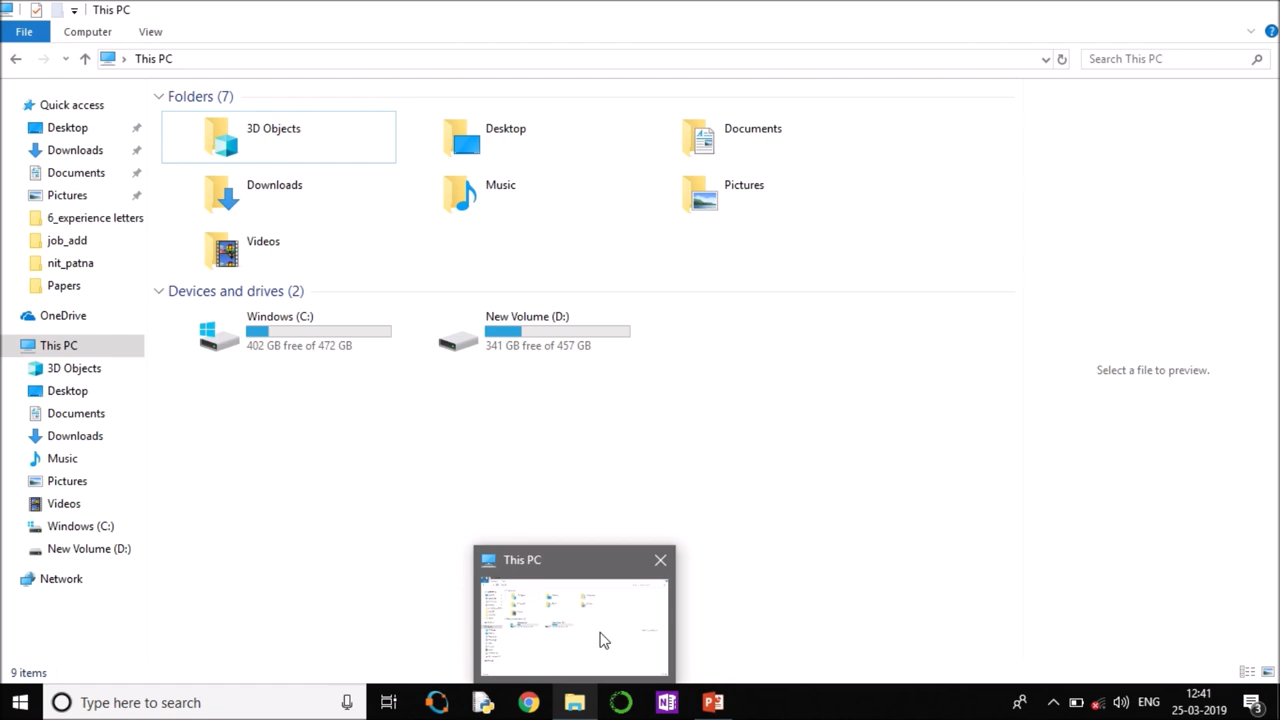 This PC
File Computer View
This PC
Search This PC
Quick access
Desktop
Downloads
Documents
Pictures
6_experience letters
job_add
nit_patna
Papers
OneDrive
This PC
3D Objects
Desktop
Documents
Downloads
Music
Pictures
Videos
Windows (C:)
New Volume (D:)
Network
Folders (7)
3D Objects
Desktop
Documents
Downloads
Music
Pictures
Videos
Devices and drives (2)
Windows (C:)
402 GB free of 472 GB
New Volume (D:)
341 GB free of 457 GB
Select a file to preview.
This PC
9 items
Type here to search
ENG
12:41
25-03-2019
3